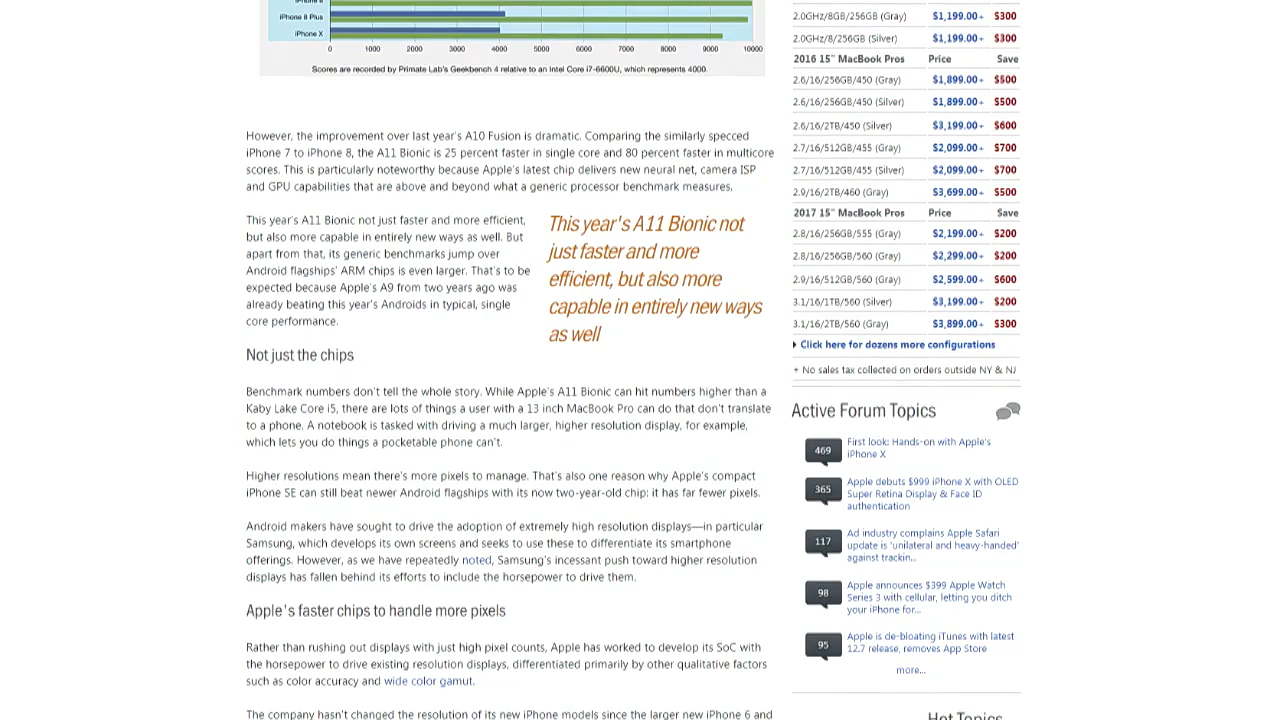 iPhone 8 Plus
iPhone X
0 1000 2000 3000 4000 5000 6000 7000 8000 9000 10000
Scores are recorded by Primate Lab's Geekbench 4 relative to an Intel Core i7-6600U, which represents 4000.
However, the improvement over last year's A10 Fusion is dramatic. Comparing the similarly specced
iPhone 7 to iPhone 8, the A11 Bionic is 25 percent faster in single core and 80 percent faster in multicore
scores. This is particularly noteworthy because Apple's latest chip delivers new neural net, camera ISP
and GPU capabilities that are above and beyond what a generic processor benchmark measures.
This year's A11 Bionic not just faster and more efficient,
but also more capable in entirely new ways as well. But
apart from that, its generic benchmarks jump over
Android flagships' ARM chips is even larger. That's to be
expected because Apple's A9 from two years ago was
already beating this year's Androids in typical, single
core performance.
This year's A11 Bionic not
just faster and more
efficient, but also more
capable in entirely new ways
as well
Not just the chips
Benchmark numbers don't tell the whole story. While Apple's A11 Bionic can hit numbers higher than a
Kaby Lake Core i5, there are lots of things a user with a 13 inch MacBook Pro can do that don't translate
to a phone. A notebook is tasked with driving a much larger, higher resolution display, for example,
which lets you do things a pocketable phone can't.
Higher resolutions mean there's more pixels to manage. That's also one reason why Apple's compact
iPhone SE can still beat newer Android flagships with its now two-year-old chip: it has far fewer pixels.
Android makers have sought to drive the adoption of extremely high resolution displays—in particular
Samsung, which develops its own screens and seeks to use these to differentiate its smartphone
offerings. However, as we have repeatedly noted, Samsung's incessant push toward higher resolution
displays has fallen behind its efforts to include the horsepower to drive them.
Apple's faster chips to handle more pixels
Rather than rushing out displays with just high pixel counts, Apple has worked to develop its SoC with
the horsepower to drive existing resolution displays, differentiated primarily by other qualitative factors
such as color accuracy and wide color gamut.
The company hasn't changed the resolution of its new iPhone models since the larger new iPhone 6 and
2.0GHz/8GB/256GB (Gray) $1,199.00+ $300
2.0GHz/8/256GB (Silver) $1,199.00+ $300
2016 15" MacBook Pros Price Save
2.6/16/256GB/450 (Gray) $1,899.00+ $500
2.6/16/256GB/450 (Silver) $1,899.00+ $500
2.6/16/2TB/450 (Silver) $3,199.00+ $600
2.7/16/512GB/455 (Gray) $2,099.00+ $700
2.7/16/512GB/455 (Silver) $2,099.00+ $700
2.9/16/2TB/460 (Gray) $3,699.00+ $500
2017 15" MacBook Pros Price Save
2.8/16/256GB/555 (Gray) $2,199.00+ $200
2.8/16/256GB/560 (Gray) $2,299.00+ $200
2.9/16/512GB/560 (Gray) $2,599.00+ $600
3.1/16/1TB/560 (Silver) $3,199.00+ $200
3.1/16/2TB/560 (Gray) $3,899.00+ $300
Click here for dozens more configurations
+ No sales tax collected on orders outside NY & NJ
Active Forum Topics
469 First look: Hands-on with Apple's
iPhone X
365 Apple debuts $999 iPhone X with OLED
Super Retina Display & Face ID
authentication
117 Ad industry complains Apple Safari
update is 'unilateral and heavy-handed'
against trackin...
98 Apple announces $399 Apple Watch
Series 3 with cellular, letting you ditch
your iPhone for...
95 Apple is de-bloating iTunes with latest
12.7 release, removes App Store
more...
Hot Topics